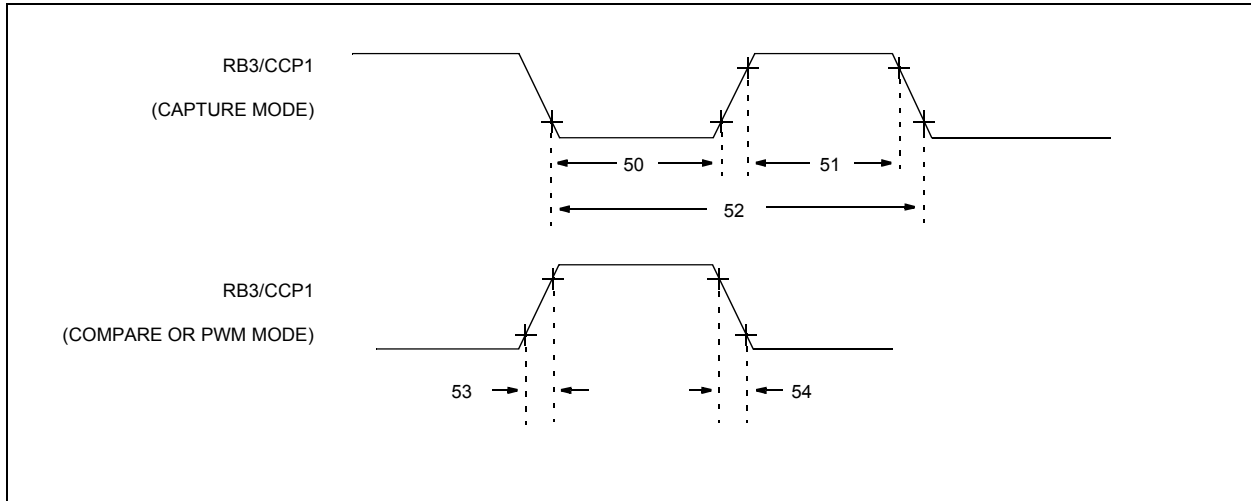 RB3/CCP1
(CAPTURE MODE)
50
51
52
RB3/CCP1
(COMPARE OR PWM MODE)
53
54